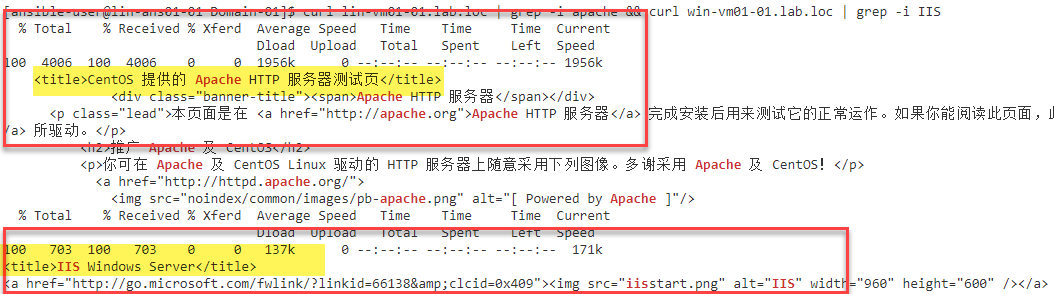 [ansible-user@lin-ans01-01 Domain-01]$ curl lin-vm01-01.lab.loc | grep -i apache && curl win-vm01-01.lab.loc | grep -i IIS
% Total % Received % Xferd Average Speed Time Time Time Current
Dload Upload Total Spent Left Speed
100 4006 100 4006 0 0 1956k 0 --:--:-- --:--:-- --:--:-- 1956k
<title>CentOS 提供的 Apache HTTP 服务器测试页</title>
<div class="banner-title"><span>Apache HTTP 服务器</span></div>
<p class="lead">本页面是在 <a href="http://apache.org">Apache HTTP 服务器</a> 完成安装后用来测试它的正常运作。如果你能阅读此页面，
/a> 所驱动。</p>
<h2>推广 Apache 及 CentOS</h2>
<p>你可在 Apache 及 CentOS Linux 驱动的 HTTP 服务器上随意采用下列图像。多谢采用 Apache 及 CentOS! </p>
<a href="http://httpd.apache.org/">
<img src="noindex/common/images/pb-apache.png" alt="[ Powered by Apache ]"/>
% Total % Received % Xferd Average Speed Time Time Time Current
Dload Upload Total Spent Left Speed
100 703 100 703 0 0 137k 0 --:--:-- --:--:-- --:--:-- 171k
<title>IIS Windows Server</title>
<a href="http://go.microsoft.com/fwlink/?linkid=66138&amp;clcid=0x409"><img src="iisstart.png" alt="IIS" width="960" height="600" /></a>